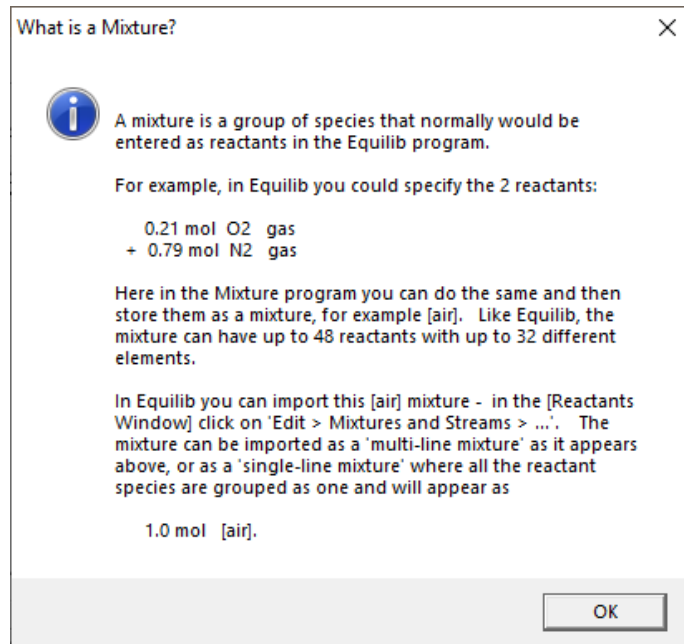 What is a Mixture?
A mixture is a group of species that normally would be
entered as reactants in the Equilib program.
For example, in Equilib you could specify the 2 reactants:
0.21 mol O2 gas
+ 0.79 mol N2 gas
Here in the Mixture program you can do the same and then
store them as a mixture, for example [air]. Like Equilib, the
mixture can have up to 48 reactants with up to 32 different
elements.
In Equilib you can import this [air] mixture - in the [Reactants
Window] click on 'Edit > Mixtures and Streams > ...'. The
mixture can be imported as a 'multi-line mixture' as it appears
above, or as a 'single-line mixture' where all the reactant
species are grouped as one and will appear as
1.0 mol [air].
OK